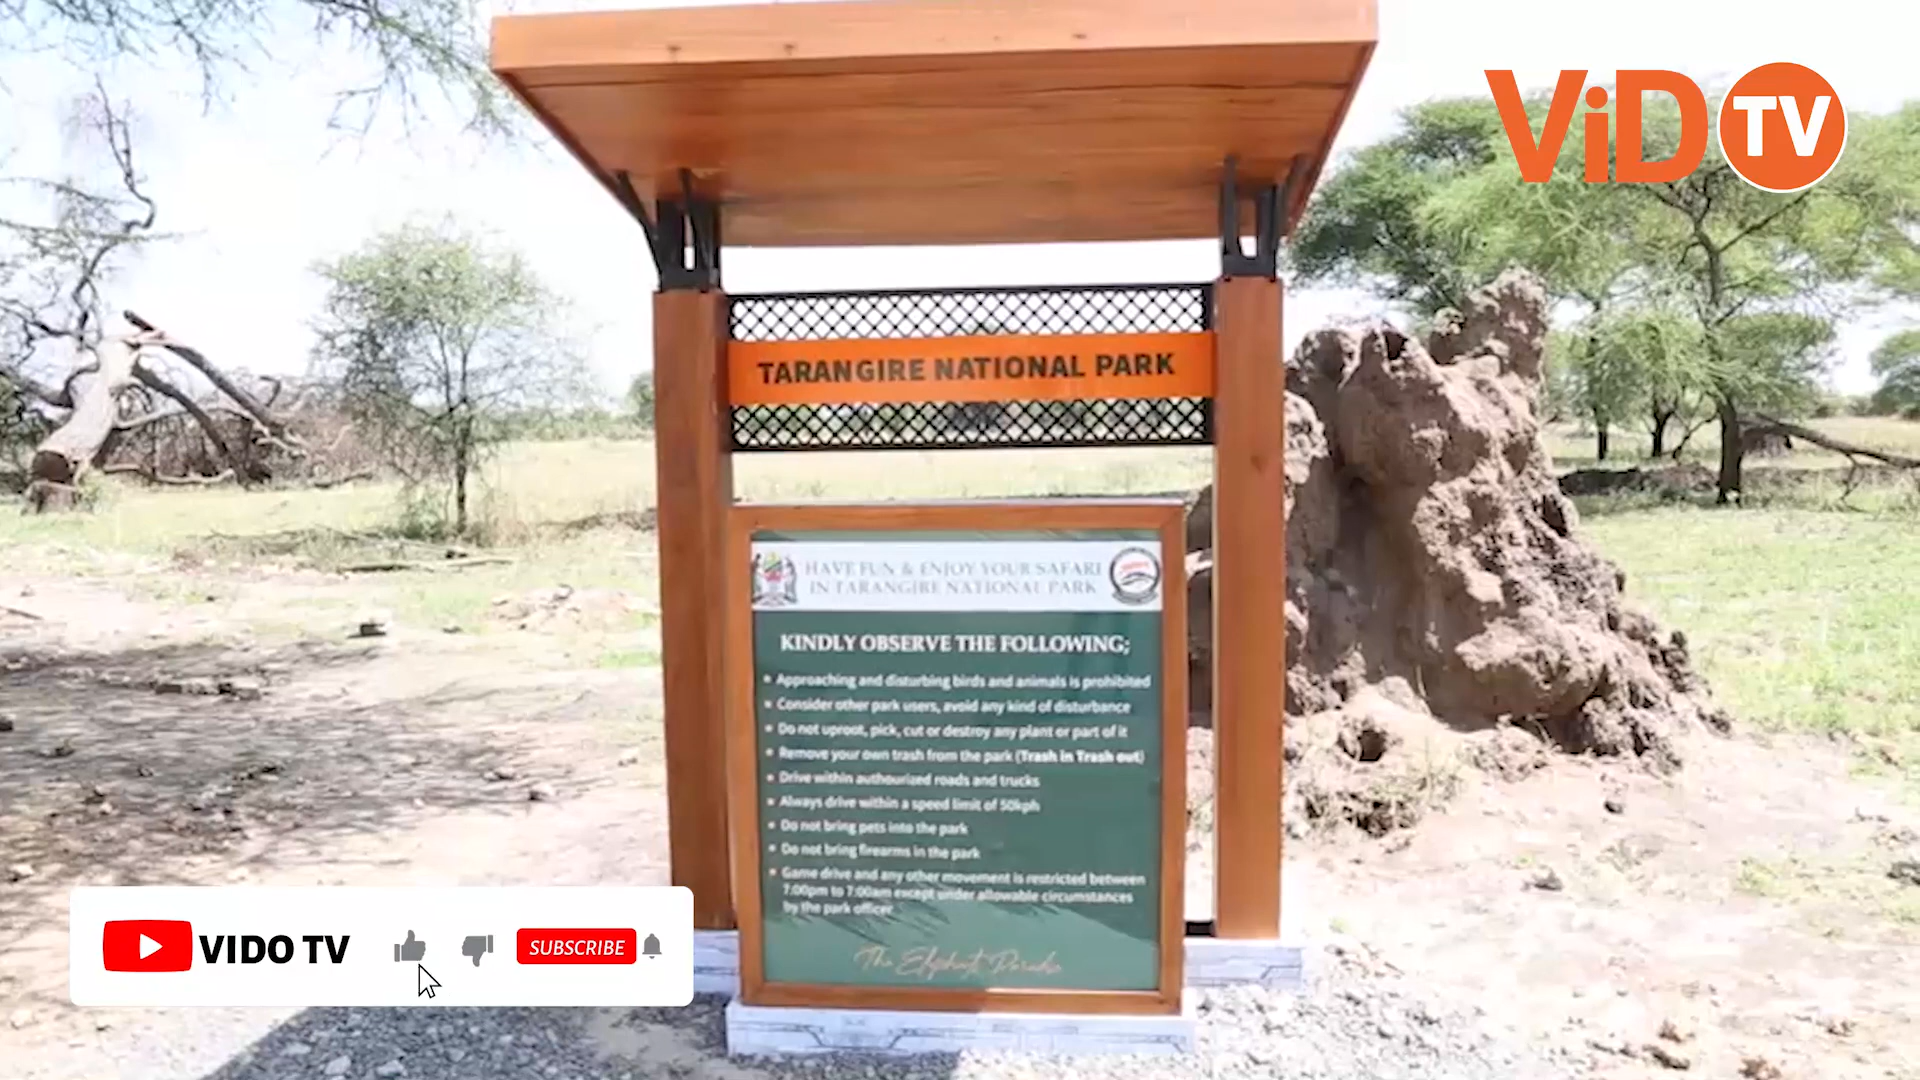 ViD TV
TARANGIRE NATIONAL PARK
HAVE FUN & ENJOY YOUR SAFARI
IN TARANGIRE NATIONAL PARK
KINDLY OBSERVE THE FOLLOWING;
• Approaching and disturbing birds and animals is prohibited
• Consider other park users, avoid any kind of disturbance
• Do not uproot, pick, cut or destroy any plant or part of it
• Remove your own trash from the park (Trash in Trash out)
• Drive within authourized roads and trucks
• Always drive within a speed limit of 50kph
• Do not bring pets into the park
• Do not bring firearms in the park
• Game drive and any other movement is restricted between
7:00pm to 7:00am except under allowable circumstances
by the park officer
The Elephant Paradise
VIDO TV
SUBSCRIBE